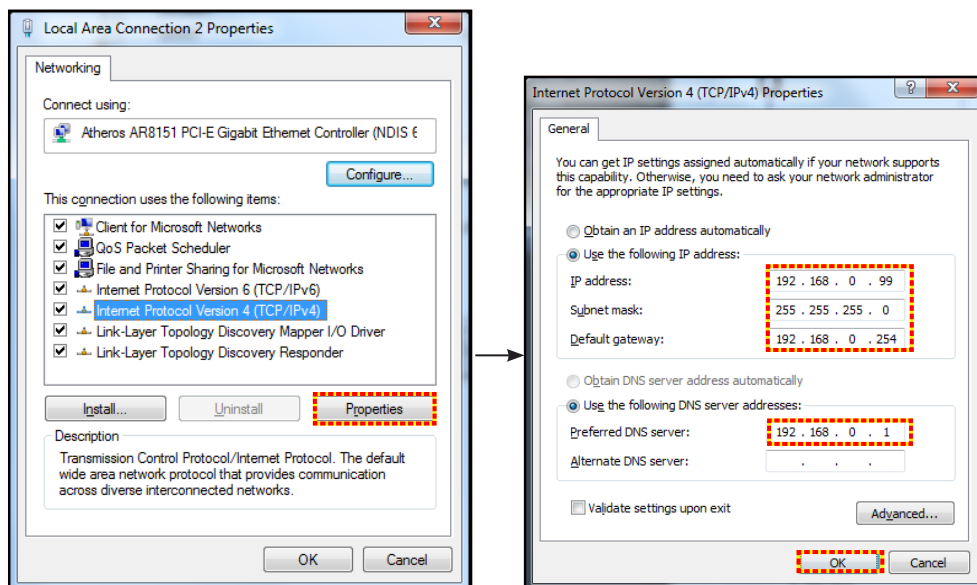 Local Area Connection 2 Properties
Networking
Connect using:
Atheros AR8151 PCI-E Gigabit Ethernet Controller (NDIS 6
Configure...
This connection uses the following items:
Client for Microsoft Networks
QoS Packet Scheduler
File and Printer Sharing for Microsoft Networks
Internet Protocol Version 6 (TCP/IPv6)
Internet Protocol Version 4 (TCP/IPv4)
Link-Layer Topology Discovery Mapper I/O Driver
Link-Layer Topology Discovery Responder
Install...
Uninstall
Properties
Description
Transmission Control Protocol/Internet Protocol. The default
wide area network protocol that provides communication
across diverse interconnected networks.
OK
Cancel
Internet Protocol Version 4 (TCP/IPv4) Properties
General
You can get IP settings assigned automatically if your network supports
this capability. Otherwise, you need to ask your network administrator
for the appropriate IP settings.
Obtain an IP address automatically
Use the following IP address:
IP address: 192 . 168 . 0 . 99
Subnet mask: 255 . 255 . 255 . 0
Default gateway: 192 . 168 . 0 . 254
Obtain DNS server address automatically
Use the following DNS server addresses:
Preferred DNS server: 192 . 168 . 0 . 1
Alternate DNS server: . . .
Validate settings upon exit
Advanced...
OK
Cancel